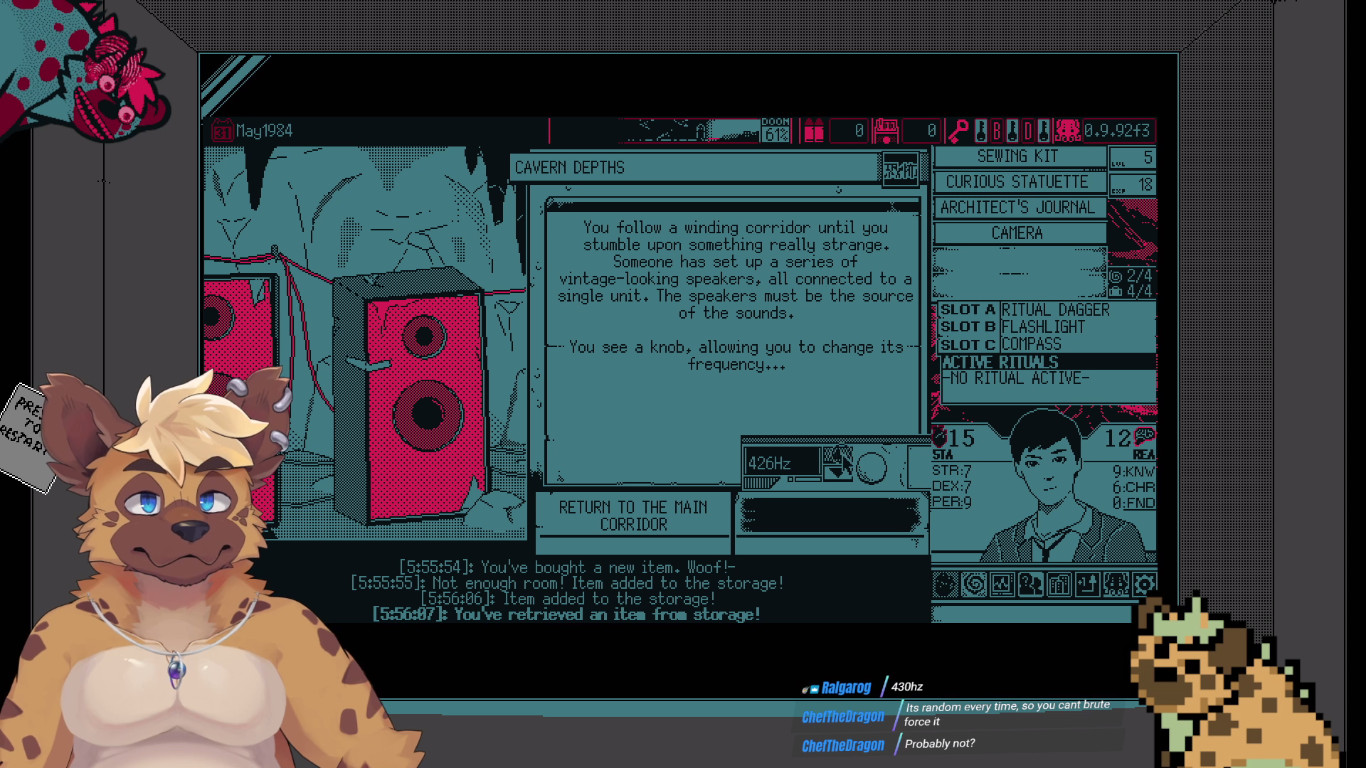 May1984
DOOM
61%
0
0
B
D
0.9.92f3
CAVERN DEPTHS
You follow a winding corridor until you
stumble upon something really strange.
Someone has set up a series of
vintage-looking speakers, all connected to a
single unit. The speakers must be the source
of the sounds.
You see a knob, allowing you to change its
frequency...
426Hz
RETURN TO THE MAIN
CORRIDOR
?
SEWING KIT
LVL 5
CURIOUS STATUETTE
EXP 18
ARCHITECT'S JOURNAL
CAMERA
2/4
4/4
SLOT A RITUAL DAGGER
SLOT B FLASHLIGHT
SLOT C COMPASS
ACTIVE RITUALS
-NO RITUAL ACTIVE-
15
STA
12
REA
STR:7
9:KNW
DEX:7
6:CHR
PER:9
0:FND
[5:55:54]: You've bought a new item. Woof!-
[5:55:55]: Not enough room! Item added to the storage!
[5:56:06]: Item added to the storage!
[5:56:07]: You've retrieved an item from storage!
TO
RESTART
Ralgarog 430hz
ChefTheDragon Its random every time, so you cant brute
force it
ChefTheDragon Probably not?